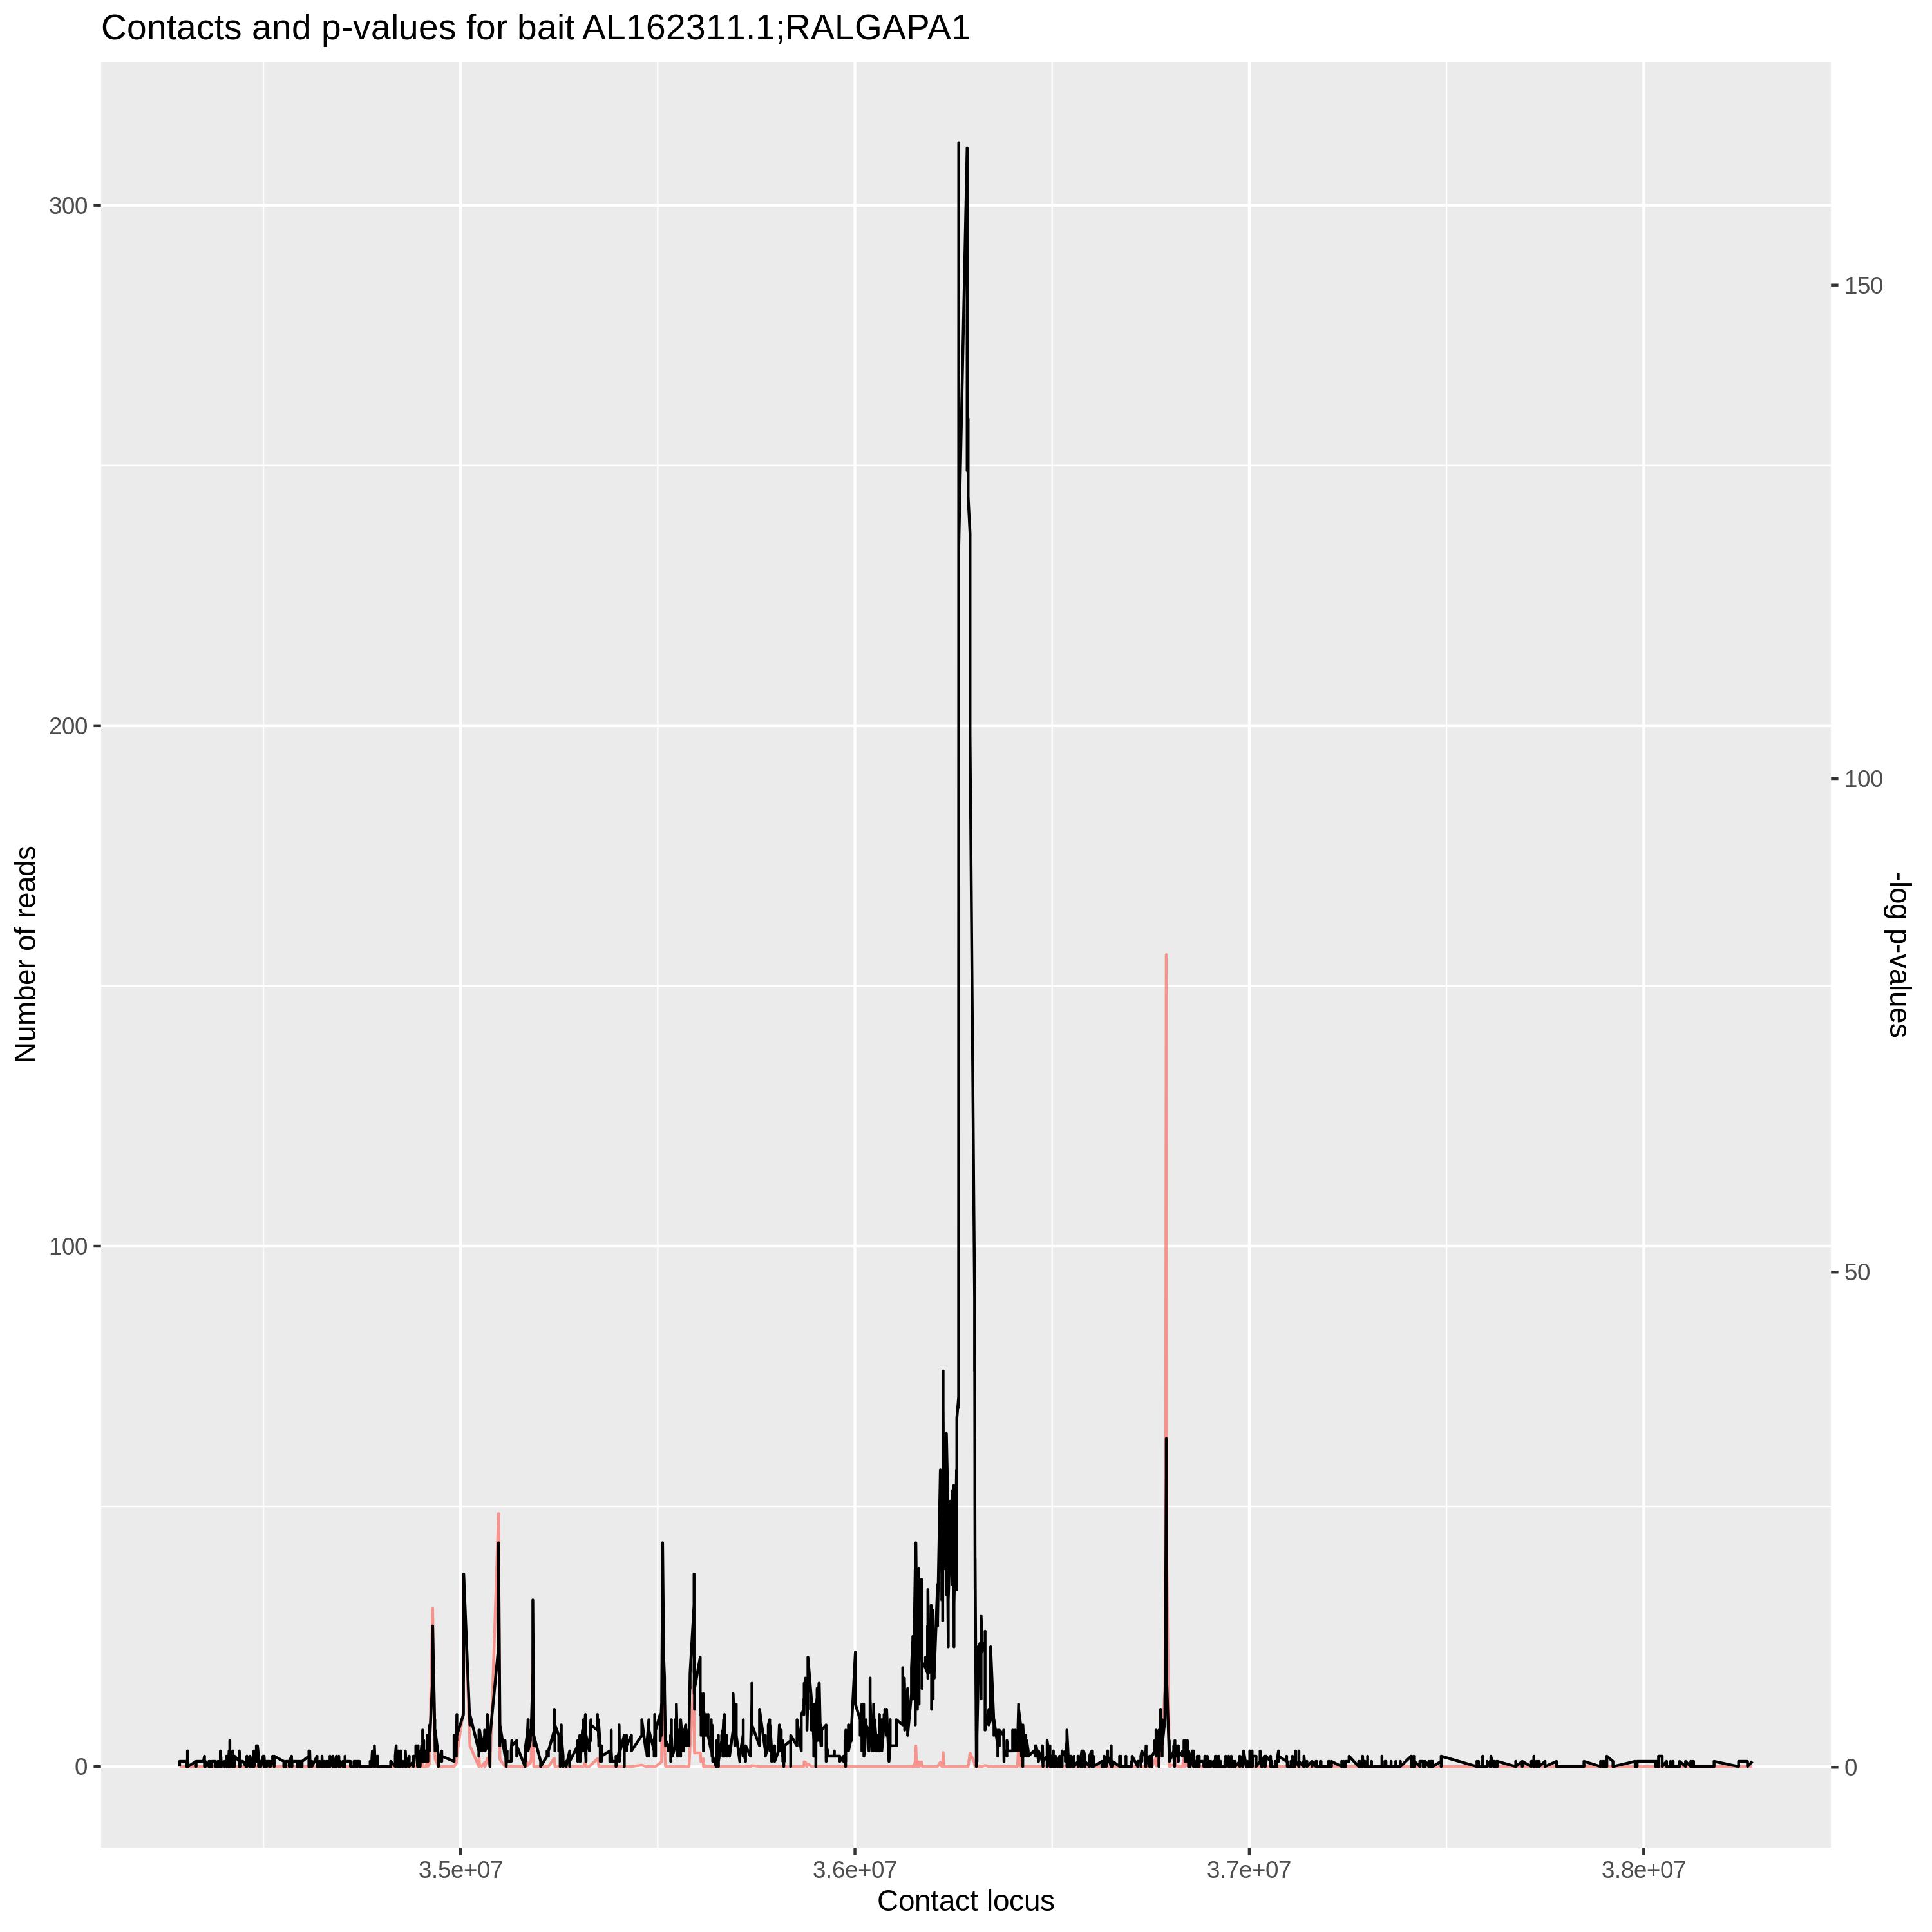 Contacts and p-values for bait AL162311.1;RALGAPA1
300
200
100
0
Number of reads
150
100
50
0
-log p-values
3.5e+07
3.6e+07
3.7e+07
3.8e+07
Contact locus